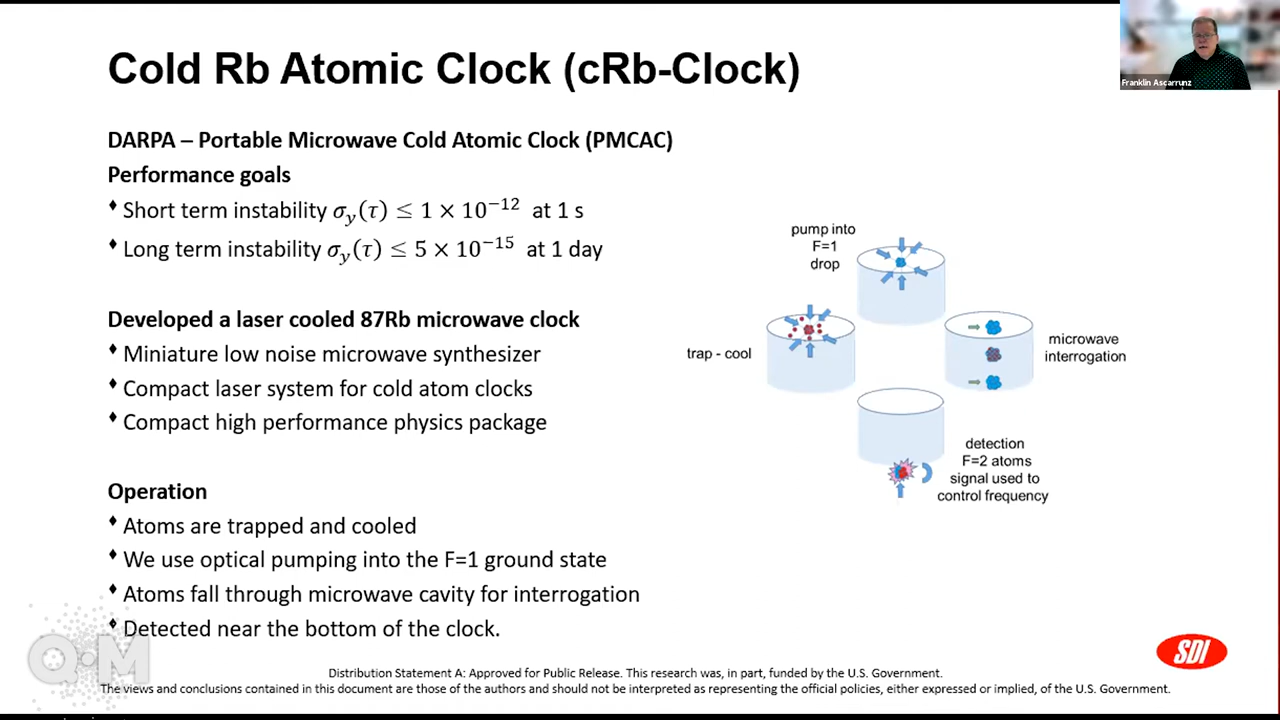 Cold Rb Atomic Clock (cRb-Clock)
Franklin Ascarrunz
DARPA – Portable Microwave Cold Atomic Clock (PMCAC)
Performance goals
♦ Short term instability σ_y(τ) ≤ 1 × 10⁻¹² at 1 s
♦ Long term instability σ_y(τ) ≤ 5 × 10⁻¹⁵ at 1 day
Developed a laser cooled 87Rb microwave clock
♦ Miniature low noise microwave synthesizer
♦ Compact laser system for cold atom clocks
♦ Compact high performance physics package
Operation
♦ Atoms are trapped and cooled
♦ We use optical pumping into the F=1 ground state
♦ Atoms fall through microwave cavity for interrogation
♦ Detected near the bottom of the clock.
pump into
F=1
drop
trap - cool
microwave
interrogation
detection
F=2 atoms
signal used to
control frequency
Q M
SDI
Distribution Statement A: Approved for Public Release. This research was, in part, funded by the U.S. Government.
The views and conclusions contained in this document are those of the authors and should not be interpreted as representing the official policies, either expressed or implied, of the U.S. Government.